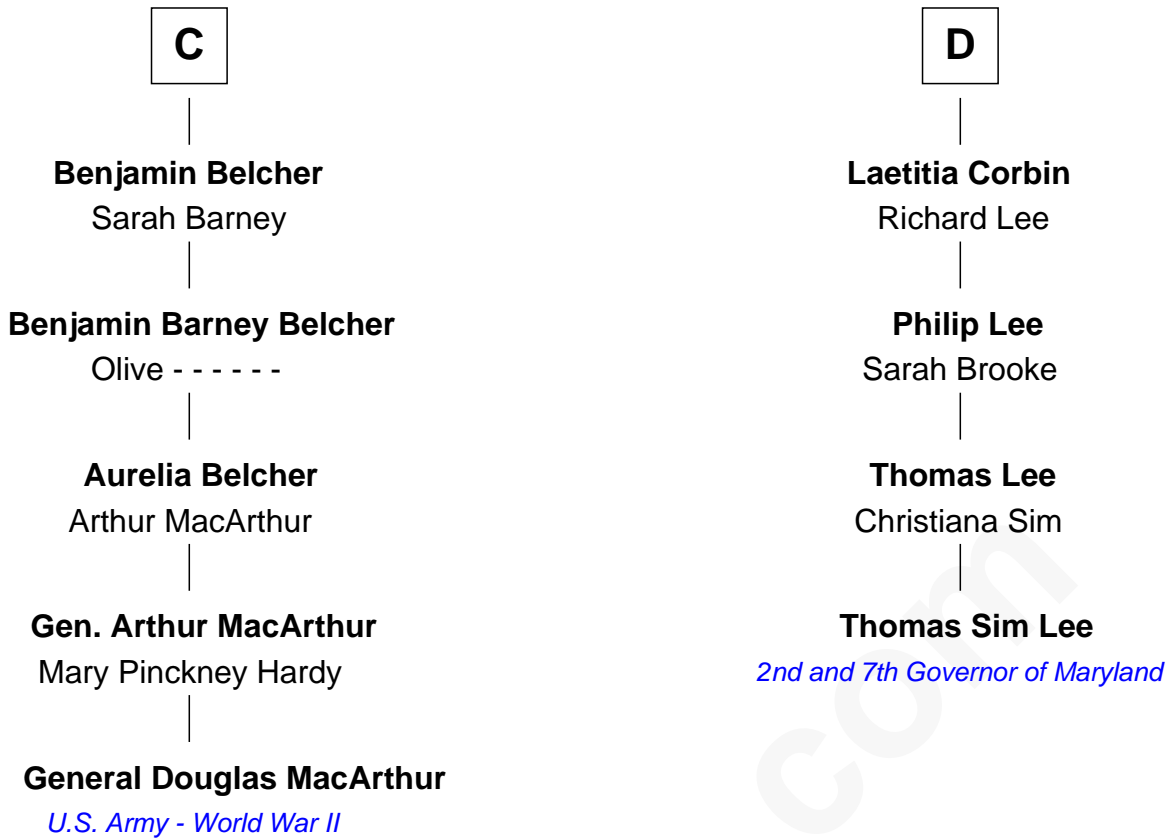 C
Benjamin Belcher
Sarah Barney
Benjamin Barney Belcher
Olive - - - - - -
Aurelia Belcher
Arthur MacArthur
Gen. Arthur MacArthur
Mary Pinckney Hardy
General Douglas MacArthur
U.S. Army - World War II
D
Laetitia Corbin
Richard Lee
Philip Lee
Sarah Brooke
Thomas Lee
Christiana Sim
Thomas Sim Lee
2nd and 7th Governor of Maryland
com